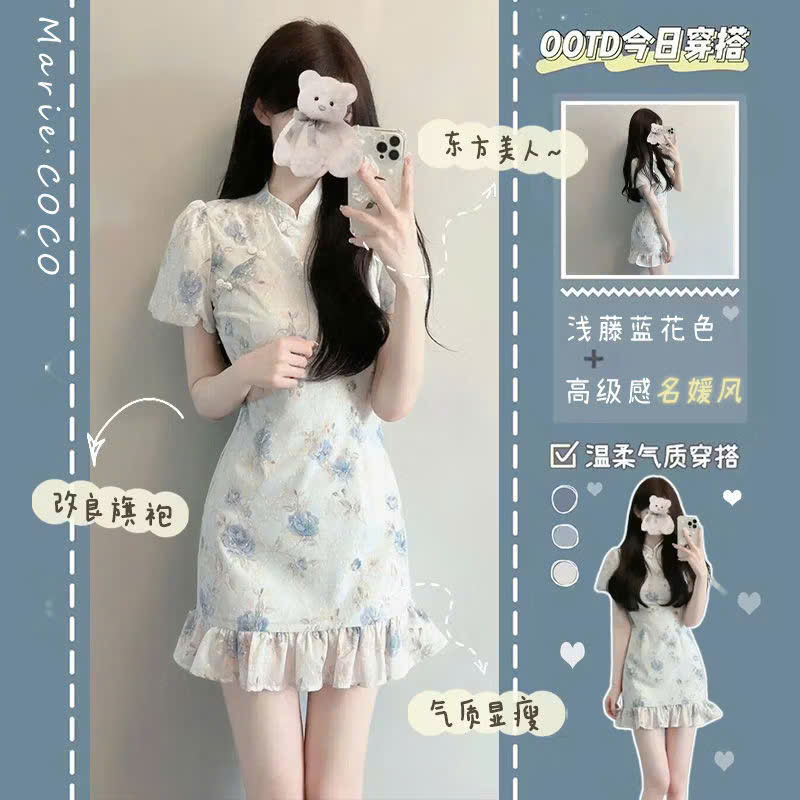 Marie.COCO
OOTD今日穿搭
东方美人~
浅藤蓝花色
+
高级感名媛风
温柔气质穿搭
改良旗袍
气质显瘦